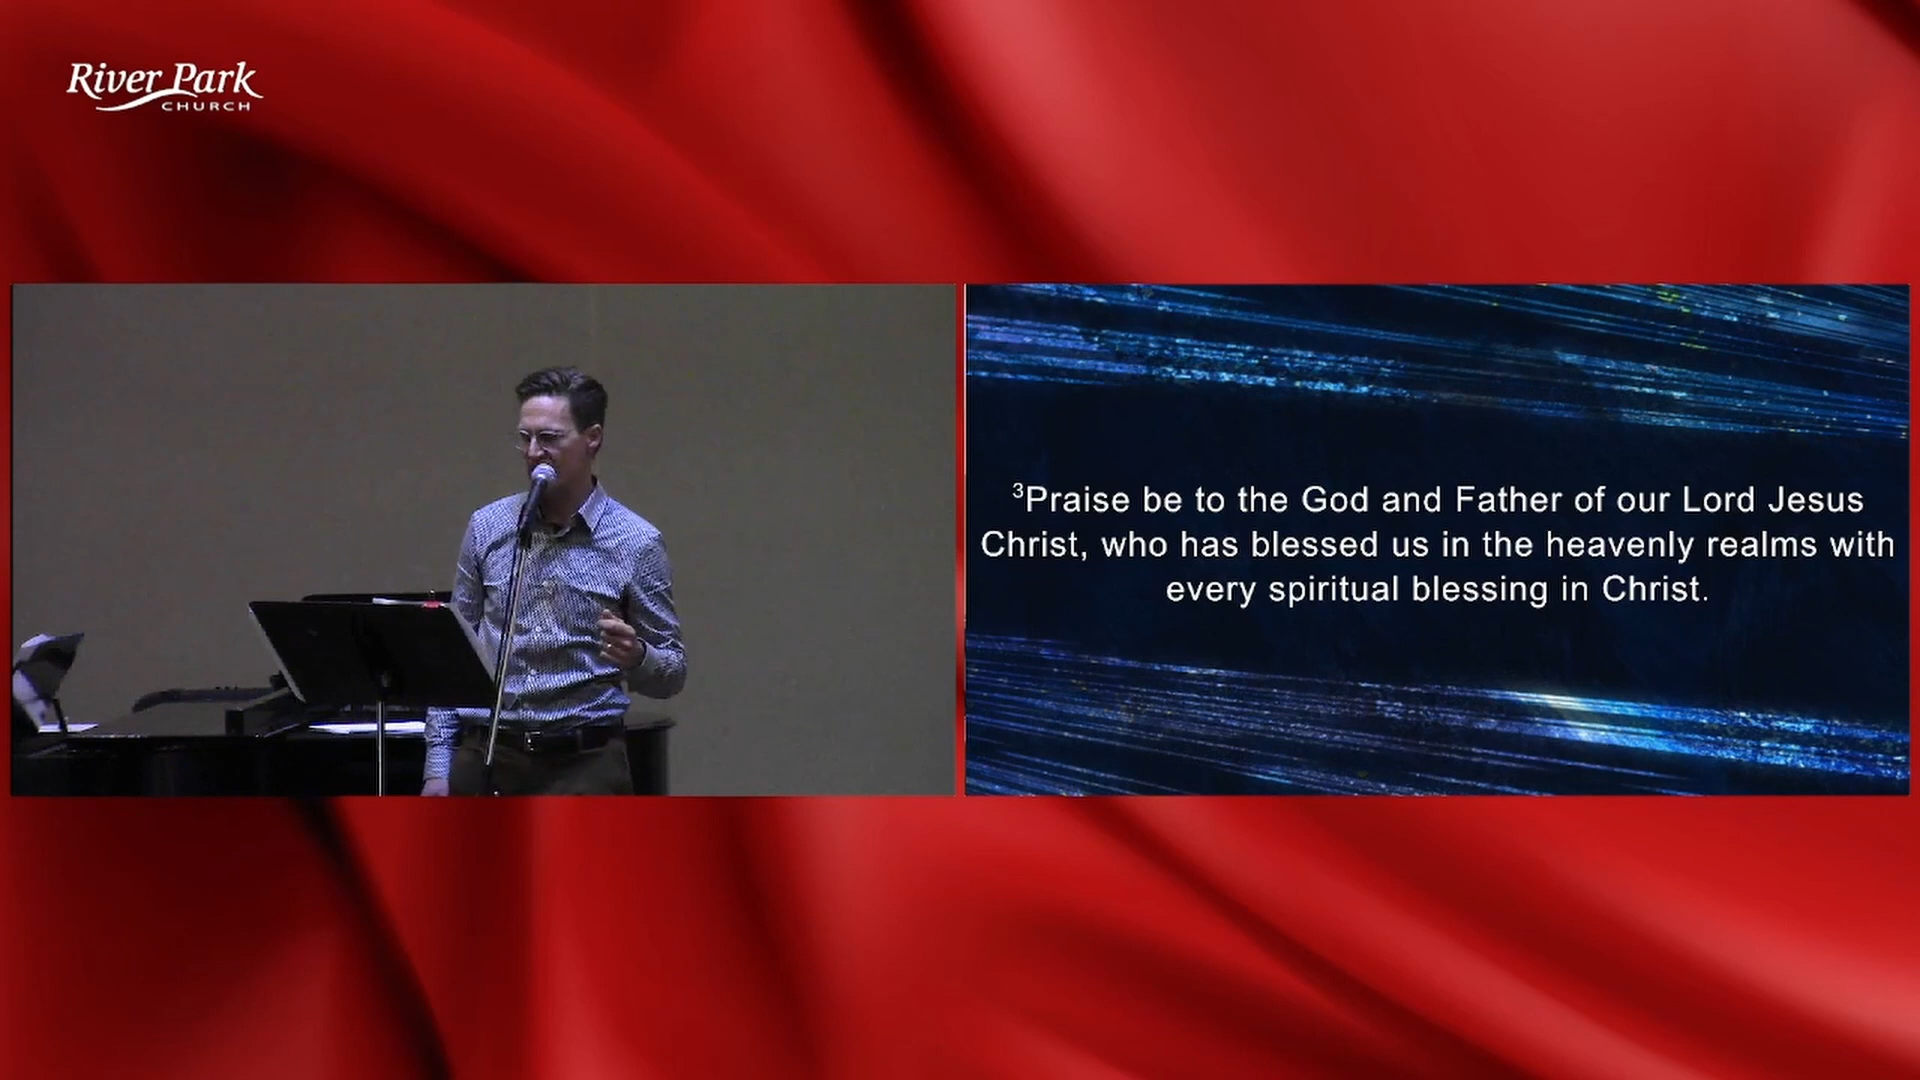 River Park
CHURCH
³Praise be to the God and Father of our Lord Jesus
Christ, who has blessed us in the heavenly realms with
every spiritual blessing in Christ.